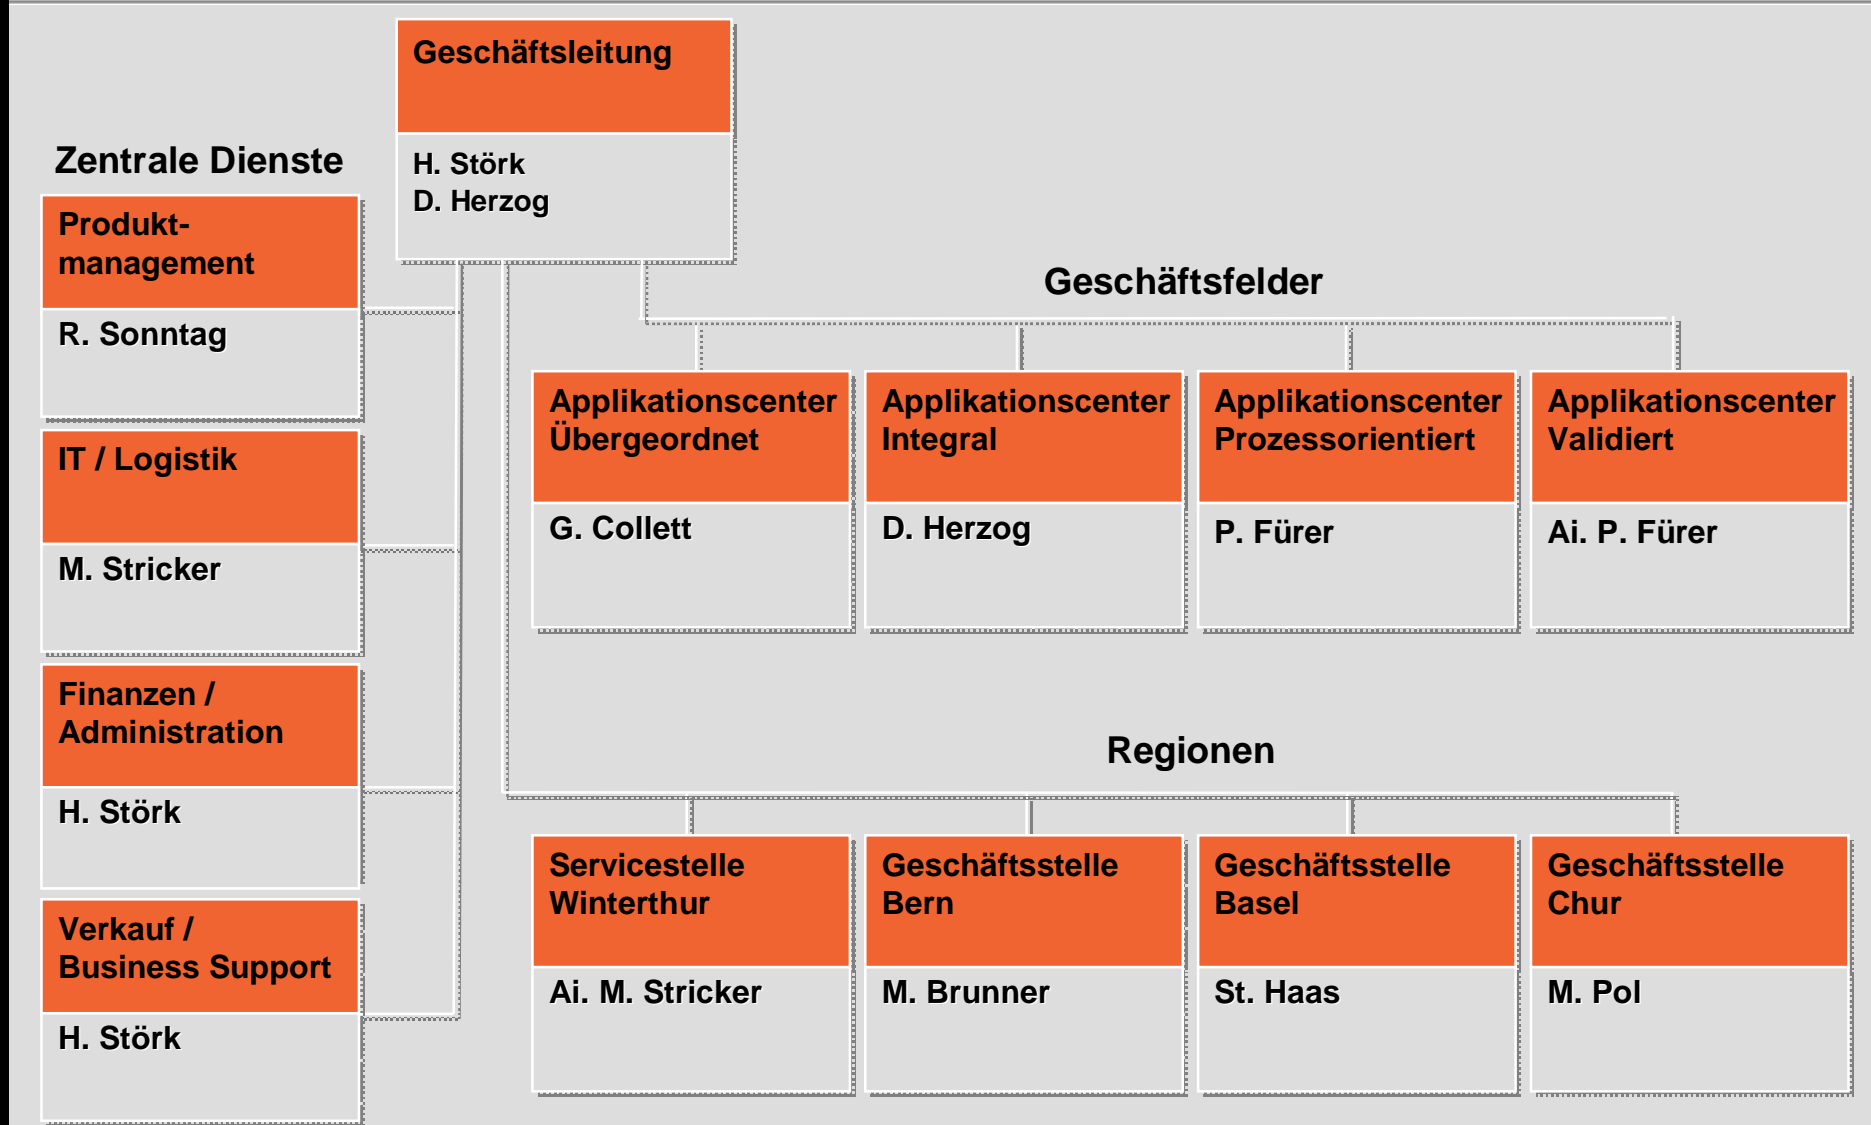 Geschäftsleitung
H. Störk
D. Herzog
Zentrale Dienste
Produkt-
management
R. Sonntag
IT / Logistik
M. Stricker
Finanzen /
Administration
H. Störk
Verkauf /
Business Support
H. Störk
Geschäftsfelder
Applikationscenter
Übergeordnet
G. Collett
Applikationscenter
Integral
D. Herzog
Applikationscenter
Prozessorientiert
P. Fürer
Applikationscenter
Validiert
Ai. P. Fürer
Regionen
Servicestelle
Winterthur
Ai. M. Stricker
Geschäftsstelle
Bern
M. Brunner
Geschäftsstelle
Basel
St. Haas
Geschäftsstelle
Chur
M. Pol